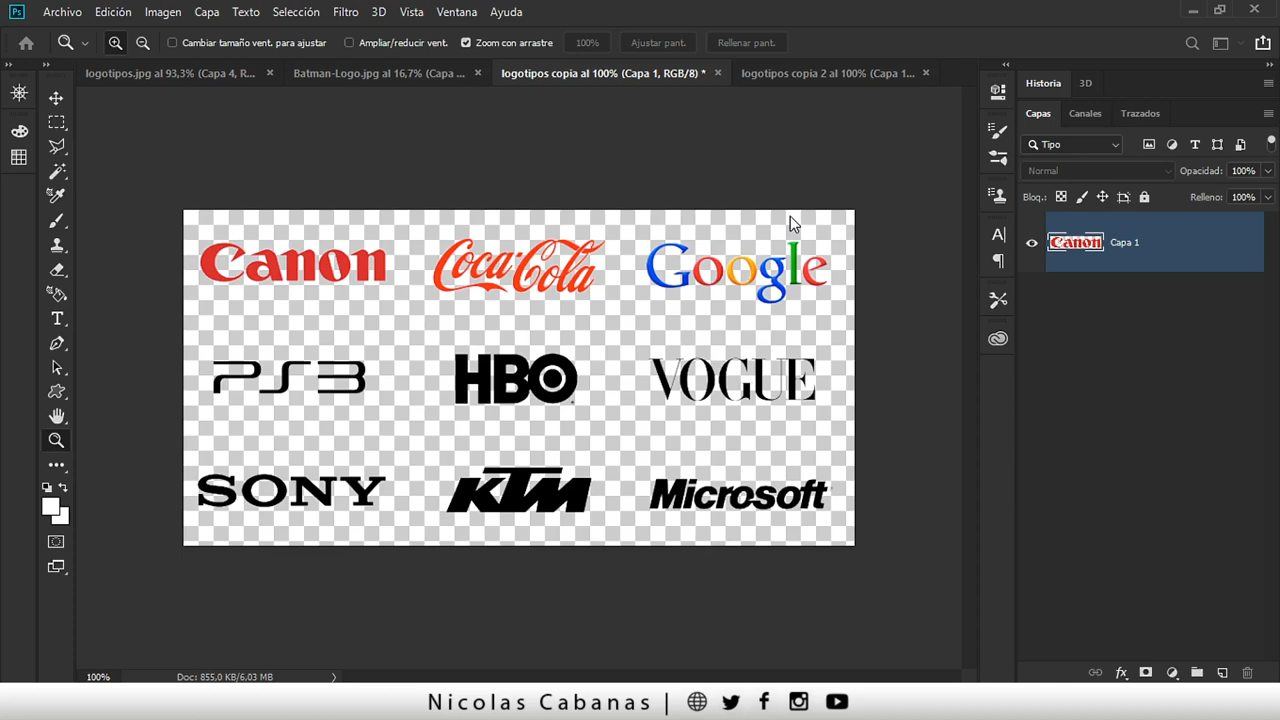 Ps Archivo Edición Imagen Capa Texto Selección Filtro 3D Vista Ventana Ayuda
Cambiar tamaño vent. para ajustar Ampliar/reducir vent. Zoom con arrastre 100% Ajustar pant. Rellenar pant.
logotipos.jpg al 93,3% (Capa 4, R... × Batman-Logo.jpg al 16,7% (Capa ... × logotipos copia al 100% (Capa 1, RGB/8) * × logotipos copia 2 al 100% (Capa 1... ×
Historia 3D
Capas Canales Trazados
Tipo
Normal Opacidad: 100%
Bloq.: Relleno: 100%
Canon Capa 1
Canon Coca-Cola Google
PS3 HBO VOGUE
SONY KTM Microsoft
100% Doc: 855,0 KB/6,03 MB
Nicolas Cabanas |